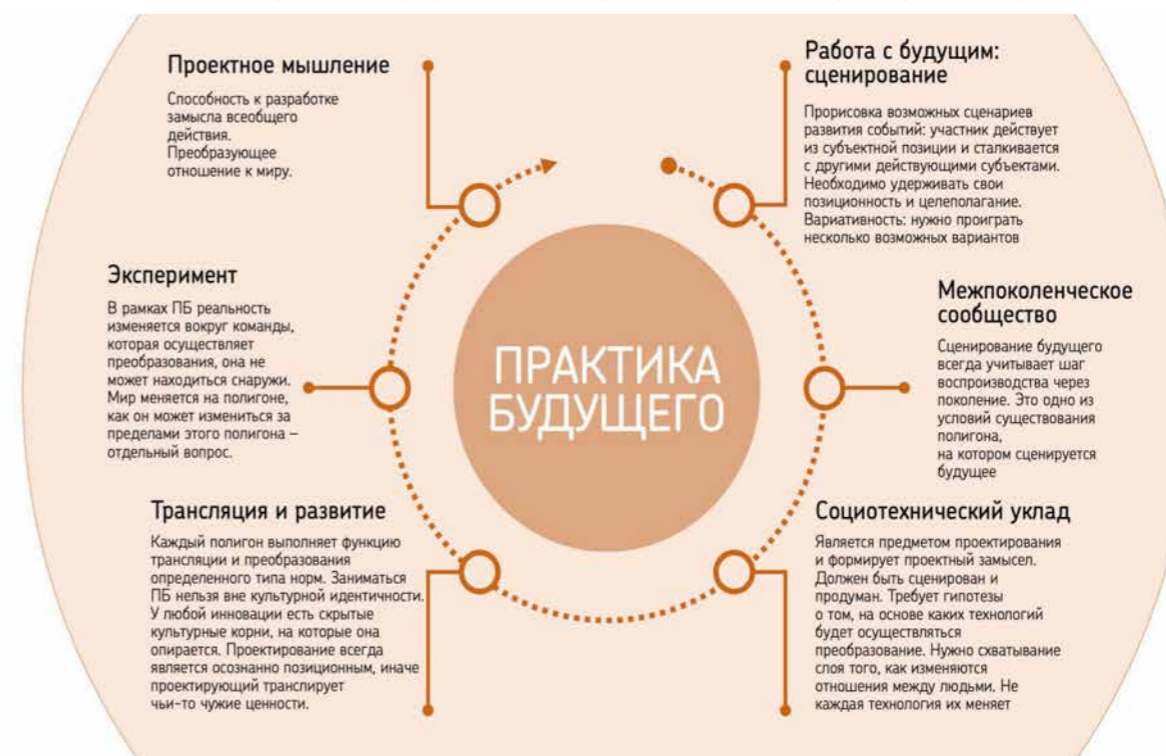 Проектное мышление
Способность к разработке
замысла всеобщего
действия.
Преобразующее
отношение к миру.
Работа с будущим:
сценирование
Прорисовка возможных сценариев
развития событий: участник действует
из субъектной позиции и сталкивается
с другими действующими субъектами.
Необходимо удерживать свои
позиционность и целеполагание.
Вариативность: нужно проиграть
несколько возможных вариантов
Эксперимент
В рамках ПБ реальность
изменяется вокруг команды,
которая осуществляет
преобразования, она не
может находиться снаружи.
Мир меняется на полигоне,
как он может измениться за
пределами этого полигона –
отдельный вопрос.
ПРАКТИКА
БУДУЩЕГО
Межпоколенческое
сообщество
Сценирование будущего
всегда учитывает шаг
воспроизводства через
поколение. Это одно из
условий существования
полигона,
на котором сценируется
будущее
Трансляция и развитие
Каждый полигон выполняет функцию
трансляции и преобразования
определенного типа норм. Заниматься
ПБ нельзя вне культурной идентичности.
У любой инновации есть скрытые
культурные корни, на которые она
опирается. Проектирование всегда
является осознанно позиционным, иначе
проектирующий транслирует
чьи-то чужие ценности.
Социотехнический уклад
Является предметом проектирования
и формирует проектный замысел.
Должен быть сценирован и
продуман. Требует гипотезы
о том, на основе каких технологий
будет осуществляться
преобразование. Нужно схватывание
слоя того, как изменяются
отношения между людьми. Не
каждая технология их меняет